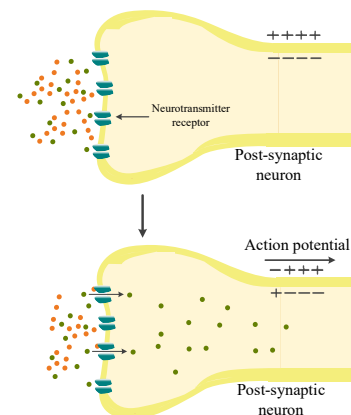 ++++
−−−−
Neurotransmitter
receptor
Post-synaptic
neuron
Action potential
−+++
+−−−
Post-synaptic
neuron